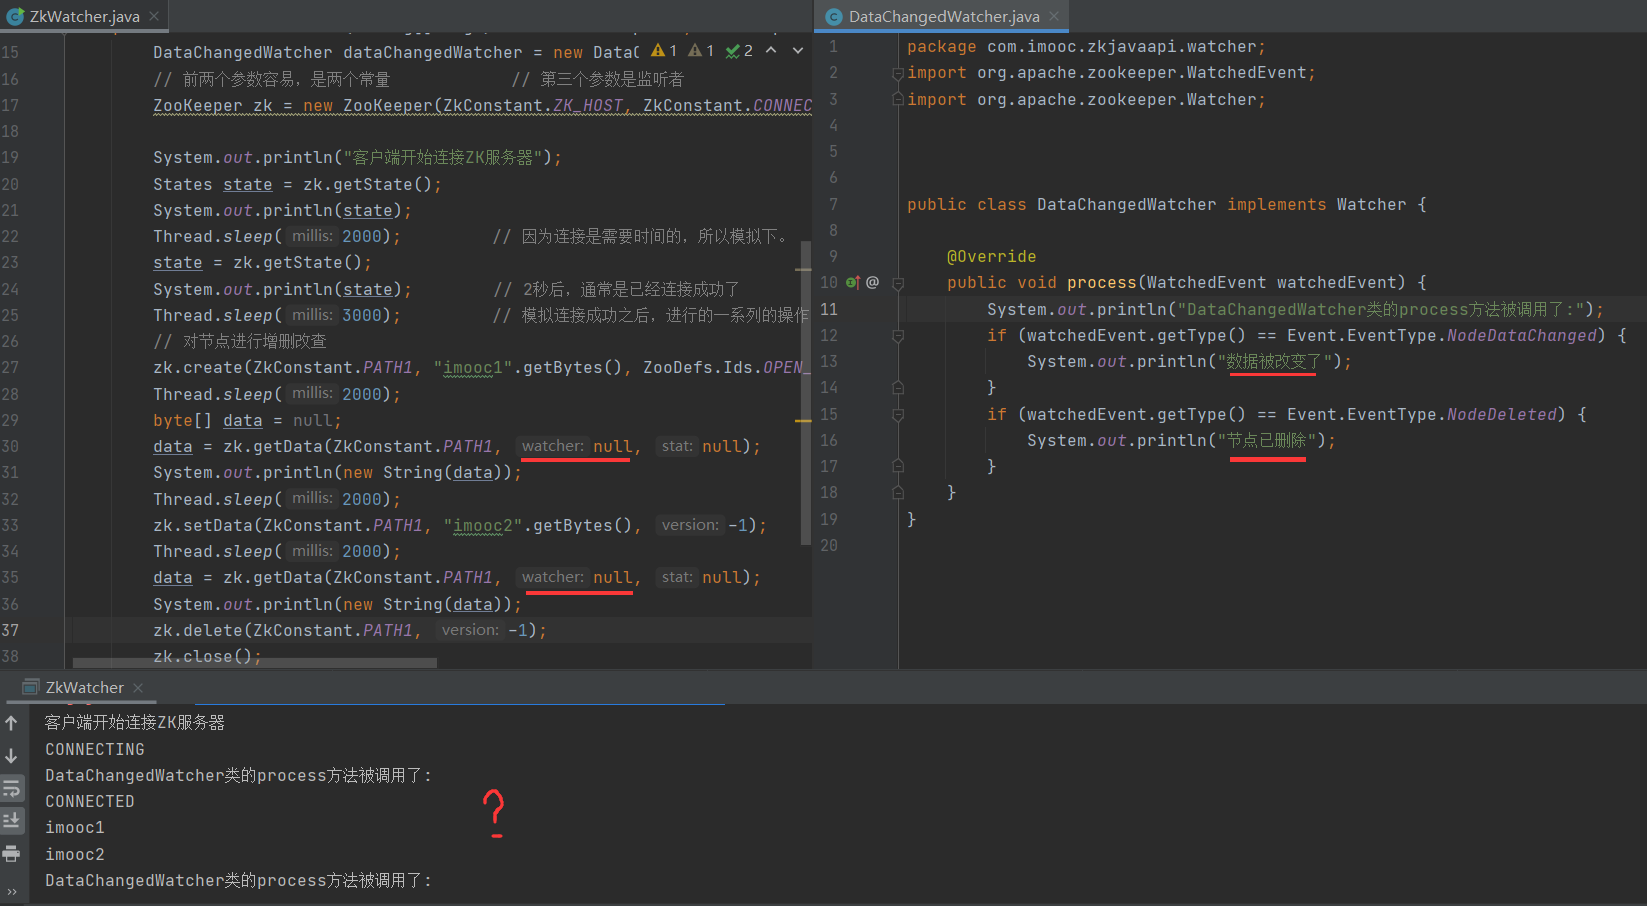 ZkWatcher.java
15 DataChangedWatcher dataChangedWatcher = new DataC 1 1 2
16 // 前两个参数容易，是两个常量 // 第三个参数是监听者
17 ZooKeeper zk = new ZooKeeper(ZkConstant.ZK_HOST, ZkConstant.CONNEC
18
19 System.out.println("客户端开始连接ZK服务器");
20 States state = zk.getState();
21 System.out.println(state);
22 Thread.sleep( millis: 2000); // 因为连接是需要时间的，所以模拟下。
23 state = zk.getState();
24 System.out.println(state); // 2秒后，通常是已经连接成功了
25 Thread.sleep( millis: 3000); // 模拟连接成功之后，进行的一系列的操作
26 // 对节点进行增删改查
27 zk.create(ZkConstant.PATH1, "imooc1".getBytes(), ZooDefs.Ids.OPEN_
28 Thread.sleep( millis: 2000);
29 byte[] data = null;
30 data = zk.getData(ZkConstant.PATH1, watcher: null, stat: null);
31 System.out.println(new String(data));
32 Thread.sleep( millis: 2000);
33 zk.setData(ZkConstant.PATH1, "imooc2".getBytes(), version: -1);
34 Thread.sleep( millis: 2000);
35 data = zk.getData(ZkConstant.PATH1, watcher: null, stat: null);
36 System.out.println(new String(data));
37 zk.delete(ZkConstant.PATH1, version: -1);
38 zk.close();
DataChangedWatcher.java
1 package com.imooc.zkjavaapi.watcher;
2 import org.apache.zookeeper.WatchedEvent;
3 import org.apache.zookeeper.Watcher;
4
5
6
7 public class DataChangedWatcher implements Watcher {
8
9 @Override
10 @ public void process(WatchedEvent watchedEvent) {
11 System.out.println("DataChangedWatcher类的process方法被调用了:");
12 if (watchedEvent.getType() == Event.EventType.NodeDataChanged) {
13 System.out.println("数据被改变了");
14 }
15 if (watchedEvent.getType() == Event.EventType.NodeDeleted) {
16 System.out.println("节点已删除");
17 }
18 }
19 }
20
ZkWatcher
客户端开始连接ZK服务器
CONNECTING
DataChangedWatcher类的process方法被调用了:
CONNECTED
imooc1
imooc2
DataChangedWatcher类的process方法被调用了:
?